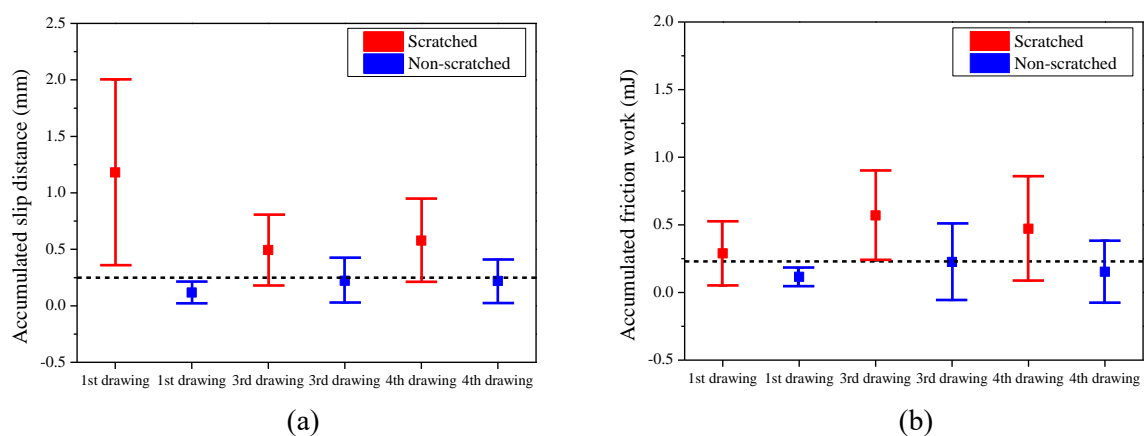 2.5
2.0
1.5
1.0
0.5
0.0
-0.5
Accumulated slip distance (mm)
Scratched
Non-scratched
1st drawing 1st drawing 3rd drawing 3rd drawing 4th drawing 4th drawing
(a)
2.0
1.5
1.0
0.5
0.0
-0.5
Accumulated friction work (mJ)
Scratched
Non-scratched
1st drawing 1st drawing 3rd drawing 3rd drawing 4th drawing 4th drawing
(b)